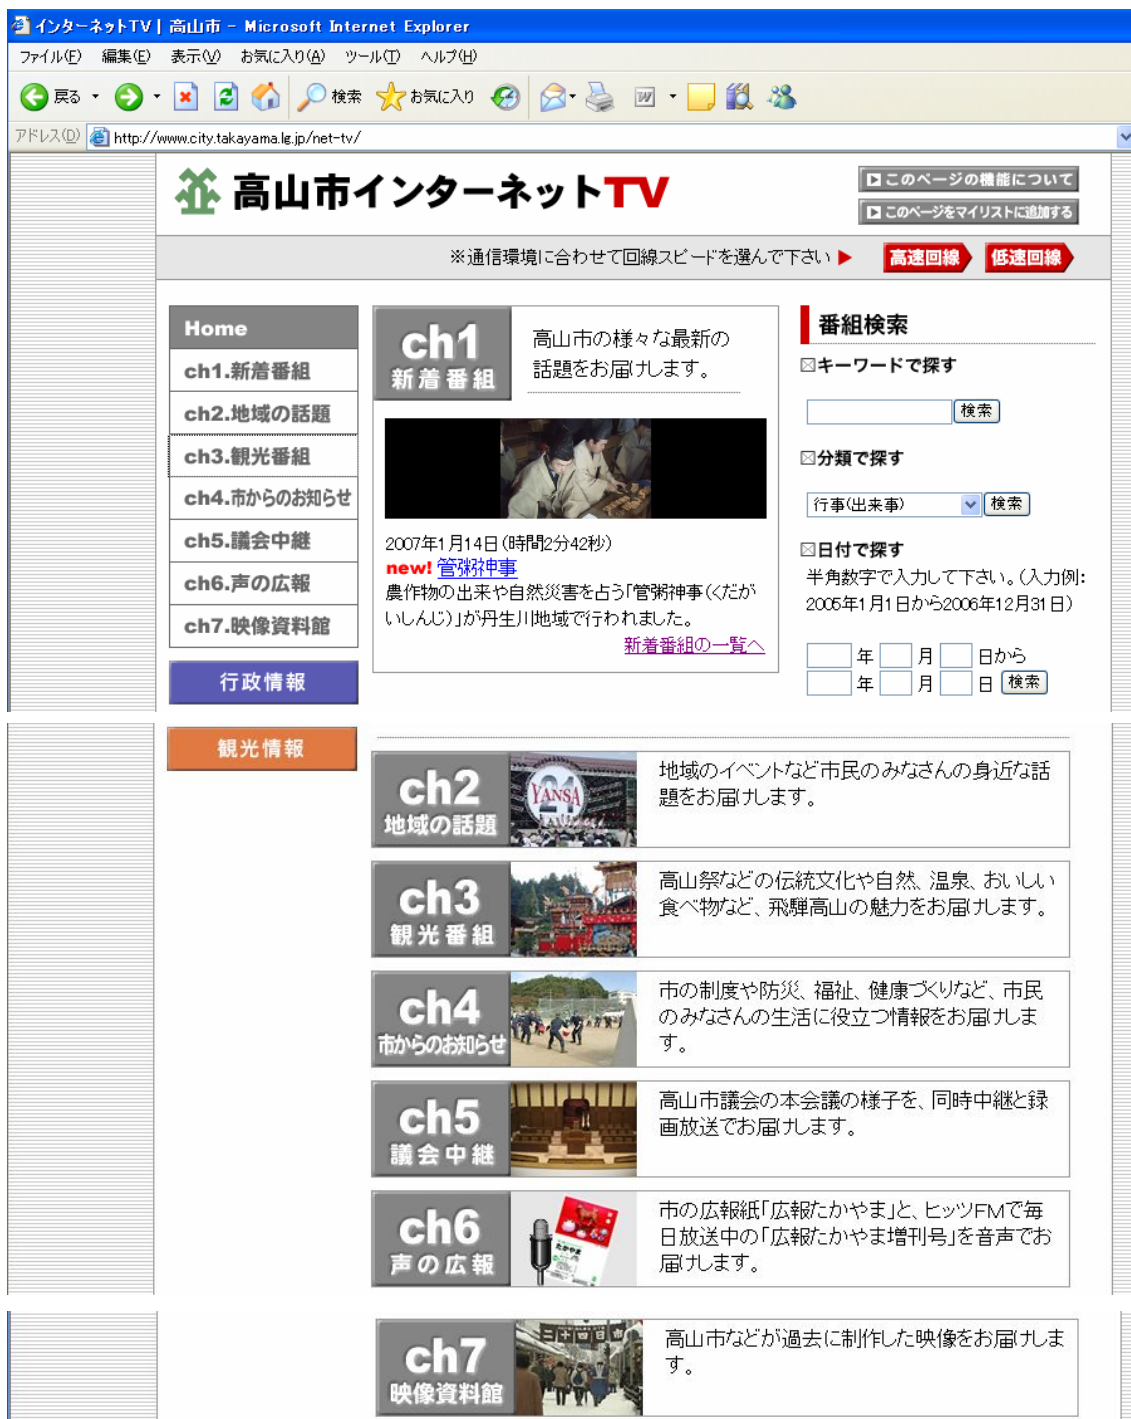 インターネットTV | 高山市 - Microsoft Internet Explorer
ファイル(F) 編集(E) 表示(V) お気に入り(A) ツール(T) ヘルプ(H)
戻る 検索 お気に入り
アドレス(D) http://www.city.takayama.lg.jp/net-tv/
高山市インターネットTV
このページの機能について
このページをマイリストに追加する
※通信環境に合わせて回線スピードを選んで下さい 高速回線 低速回線
Home
ch1.新着番組
ch2.地域の話題
ch3.観光番組
ch4.市からのお知らせ
ch5.議会中継
ch6.声の広報
ch7.映像資料館
行政情報
観光情報
ch1
新着番組
高山市の様々な最新の
話題をお届けします。
2007年1月14日(時間2分42秒)
new! 管粥神事
農作物の出来や自然災害を占う「管粥神事(くだが
いしんじ)」が丹生川地域で行われました。
新着番組の一覧へ
番組検索
キーワードで探す
検索
分類で探す
行事(出来事) 検索
日付で探す
半角数字で入力して下さい。(入力例:
2005年1月1日から2006年12月31日)
年 月 日から
年 月 日 検索
ch2
地域の話題
YANSA
21
地域のイベントなど市民のみなさんの身近な話
題をお届けします。
ch3
観光番組
高山祭などの伝統文化や自然、温泉、おいしい
食べ物など、飛騨高山の魅力をお届けします。
ch4
市からのお知らせ
市の制度や防災、福祉、健康づくりなど、市民
のみなさんの生活に役立つ情報をお届けしま
す。
ch5
議会中継
高山市議会の本会議の様子を、同時中継と録
画放送でお届けします。
ch6
声の広報
たかやま
市の広報紙「広報たかやま」と、ヒッツFMで毎
日放送中の「広報たかやま増刊号」を音声でお
届けします。
ch7
映像資料館
二十四日市
高山市などが過去に制作した映像をお届けしま
す。